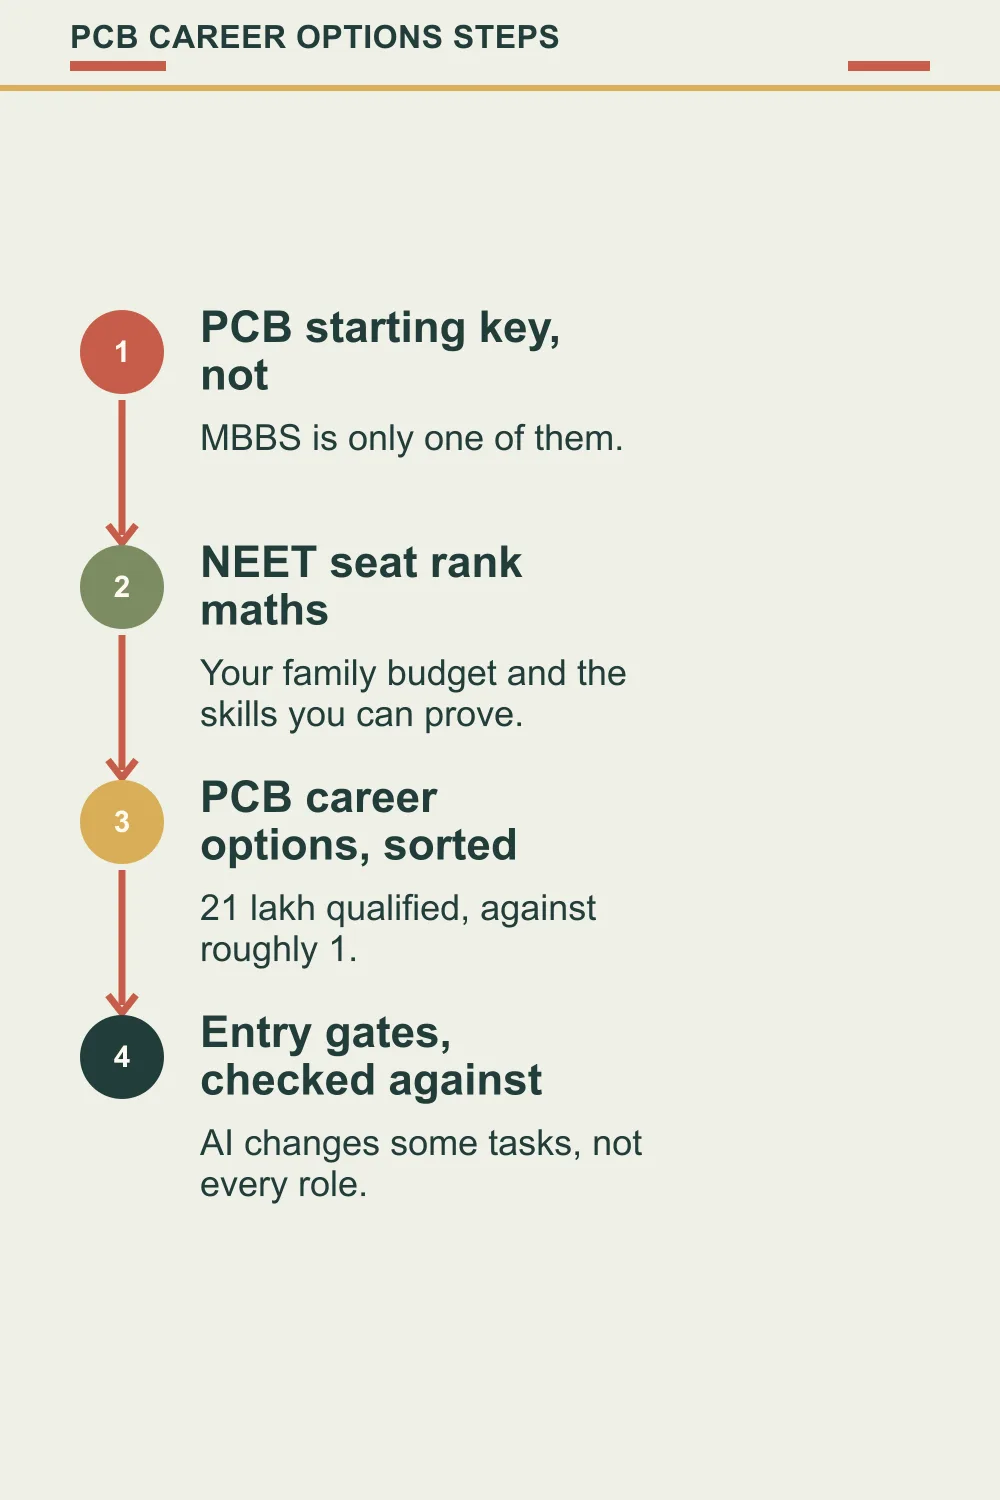 PCB CAREER OPTIONS STEPS
1
PCB starting key,
not
MBBS is only one of them.
2
NEET seat rank
maths
Your family budget and the
skills you can prove.
3
PCB career
options, sorted
21 lakh qualified, against
roughly 1.
4
Entry gates,
checked against
AI changes some tasks, not
every role.